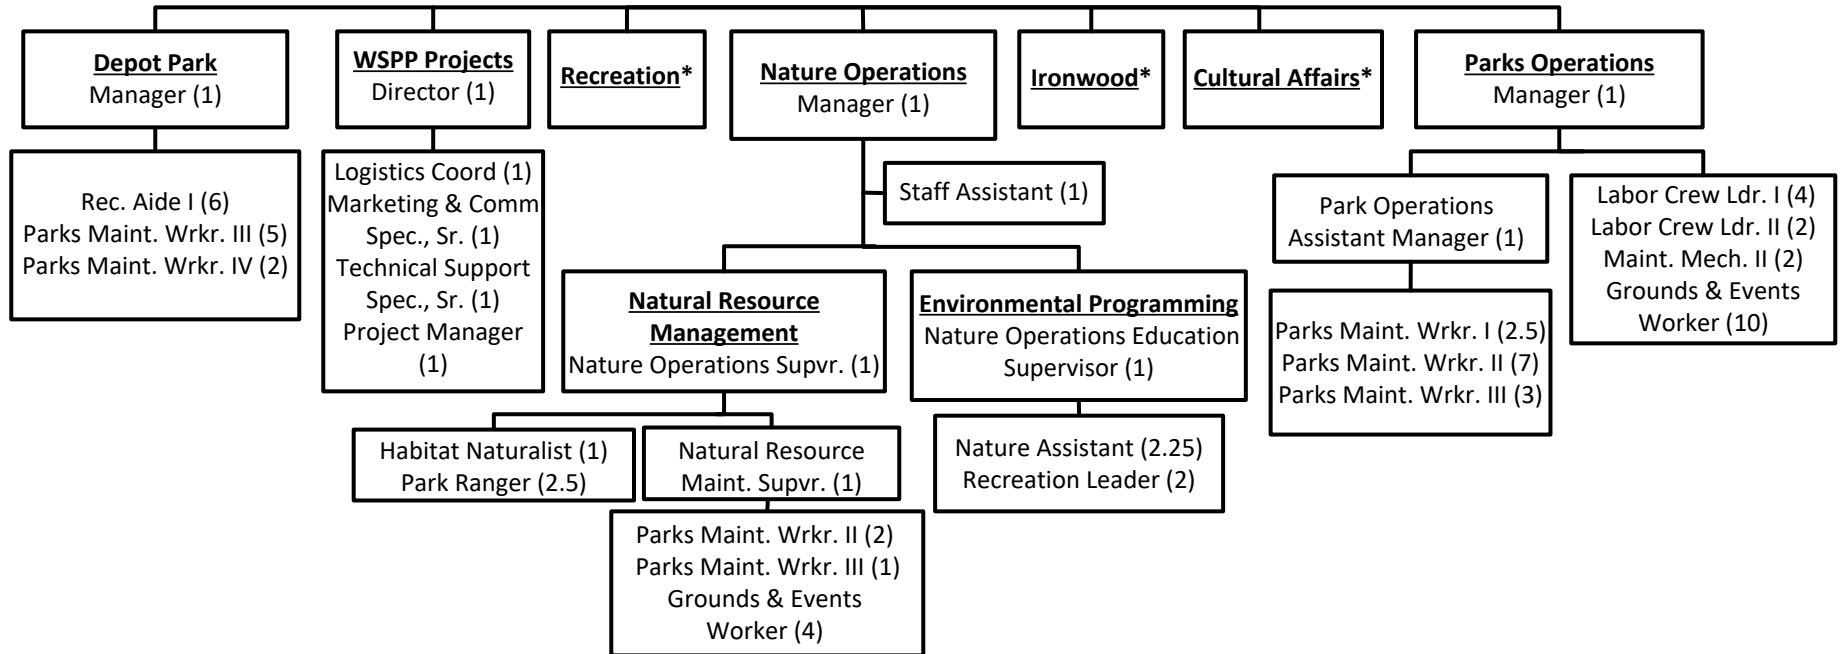 Depot Park
Manager (1)
WSPP Projects
Director (1)
Recreation*
Nature Operations
Manager (1)
Ironwood*
Cultural Affairs*
Parks Operations
Manager (1)
Rec. Aide I (6)
Parks Maint. Wrkr. III (5)
Parks Maint. Wrkr. IV (2)
Logistics Coord (1)
Marketing & Comm
Spec., Sr. (1)
Technical Support
Spec., Sr. (1)
Project Manager
(1)
Staff Assistant (1)
Park Operations
Assistant Manager (1)
Labor Crew Ldr. I (4)
Labor Crew Ldr. II (2)
Maint. Mech. II (2)
Grounds & Events
Worker (10)
Natural Resource
Management
Nature Operations Supvr. (1)
Environmental Programming
Nature Operations Education
Supervisor (1)
Parks Maint. Wrkr. I (2.5)
Parks Maint. Wrkr. II (7)
Parks Maint. Wrkr. III (3)
Habitat Naturalist (1)
Park Ranger (2.5)
Natural Resource
Maint. Supvr. (1)
Nature Assistant (2.25)
Recreation Leader (2)
Parks Maint. Wrkr. II (2)
Parks Maint. Wrkr. III (1)
Grounds & Events
Worker (4)